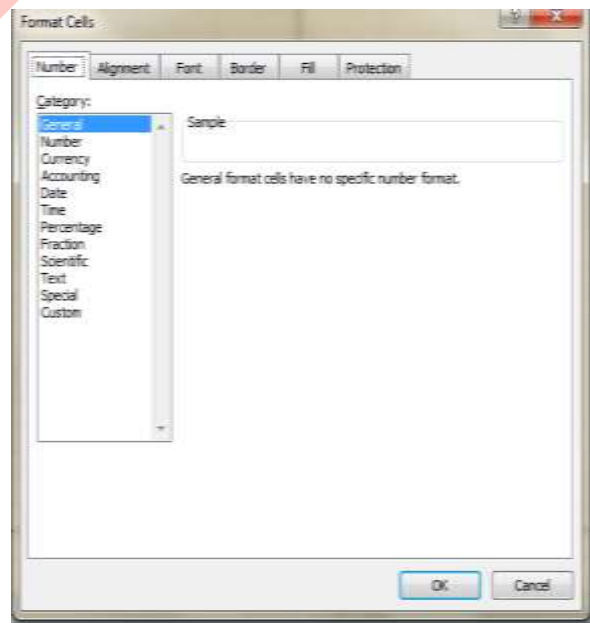 Format Cells
?
Number Alignment Font Border Fill Protection
Category:
General
Number
Currency
Accounting
Date
Time
Percentage
Fraction
Scientific
Text
Special
Custom
Sample
General format cells have no specific number format.
OK Cancel